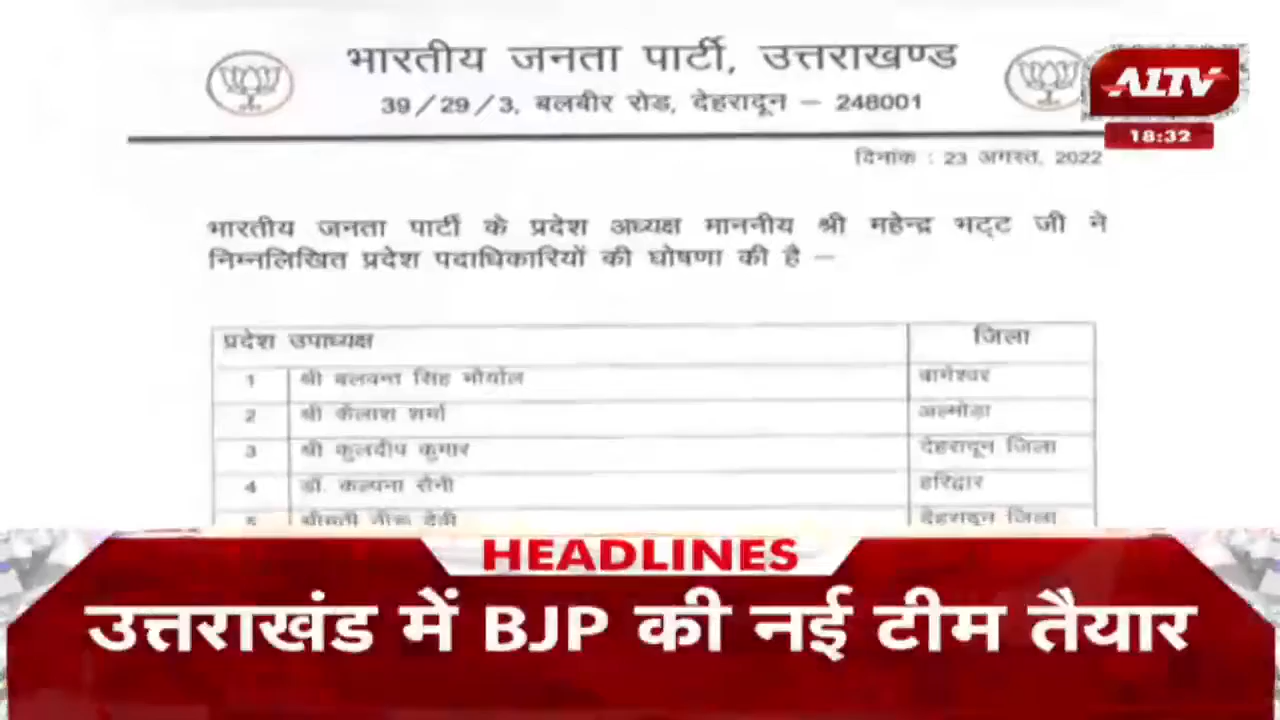 भारतीय जनता पार्टी, उत्तराखण्ड
39/29/3, बलबीर रोड, देहरादून – 248001
ALTV
18:32
दिनांक : 23 अगस्त, 2022
भारतीय जनता पार्टी के प्रदेश अध्यक्ष माननीय श्री महेन्द्र भट्ट जी ने
निम्नलिखित प्रदेश पदाधिकारियों की घोषणा की है –
प्रदेश उपाध्यक्ष जिला
1 श्री बलवन्त सिंह भौर्याल बागेश्वर
2 श्री कैलाश शर्मा अल्मोड़ा
3 श्री कुलदीप कुमार देहरादून जिला
4 डॉ. कल्पना सैनी हरिद्वार
5 श्रीमती देवी देहरादून जिला
HEADLINES
उत्तराखंड में BJP की नई टीम तैयार